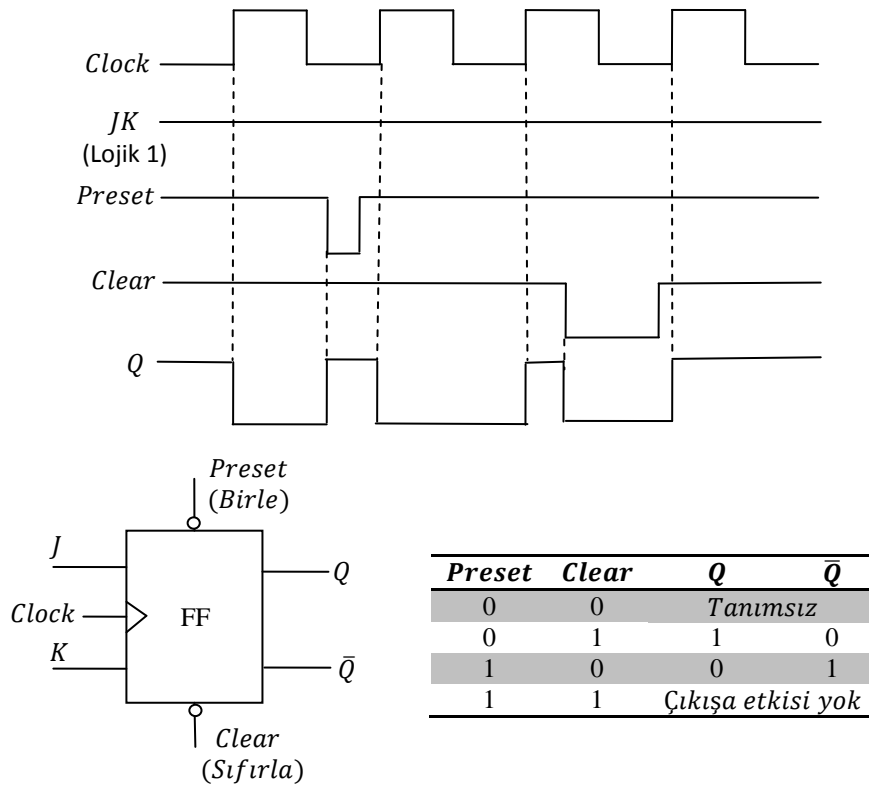 Clock
JK
(Lojik 1)
Preset
Clear
Q
Preset
(Birle)
J
Clock
K
FF
Q
Q̄
Clear
(Sıfırla)
Preset Clear Q Q̄
0 0 Tanımsız
0 1 1 0
1 0 0 1
1 1 Çıkışa etkisi yok